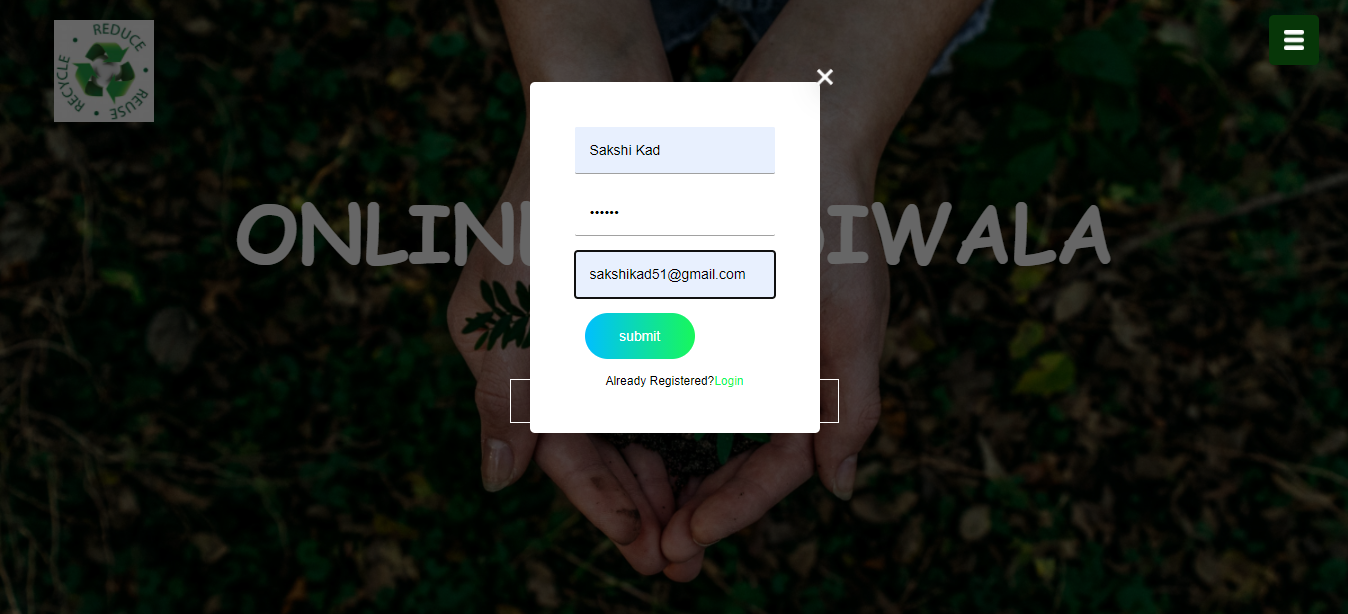 REDUCE
REUSE
RECYCLE
Sakshi Kad
••••••
sakshikad51@gmail.com
submit
Already Registered?Login